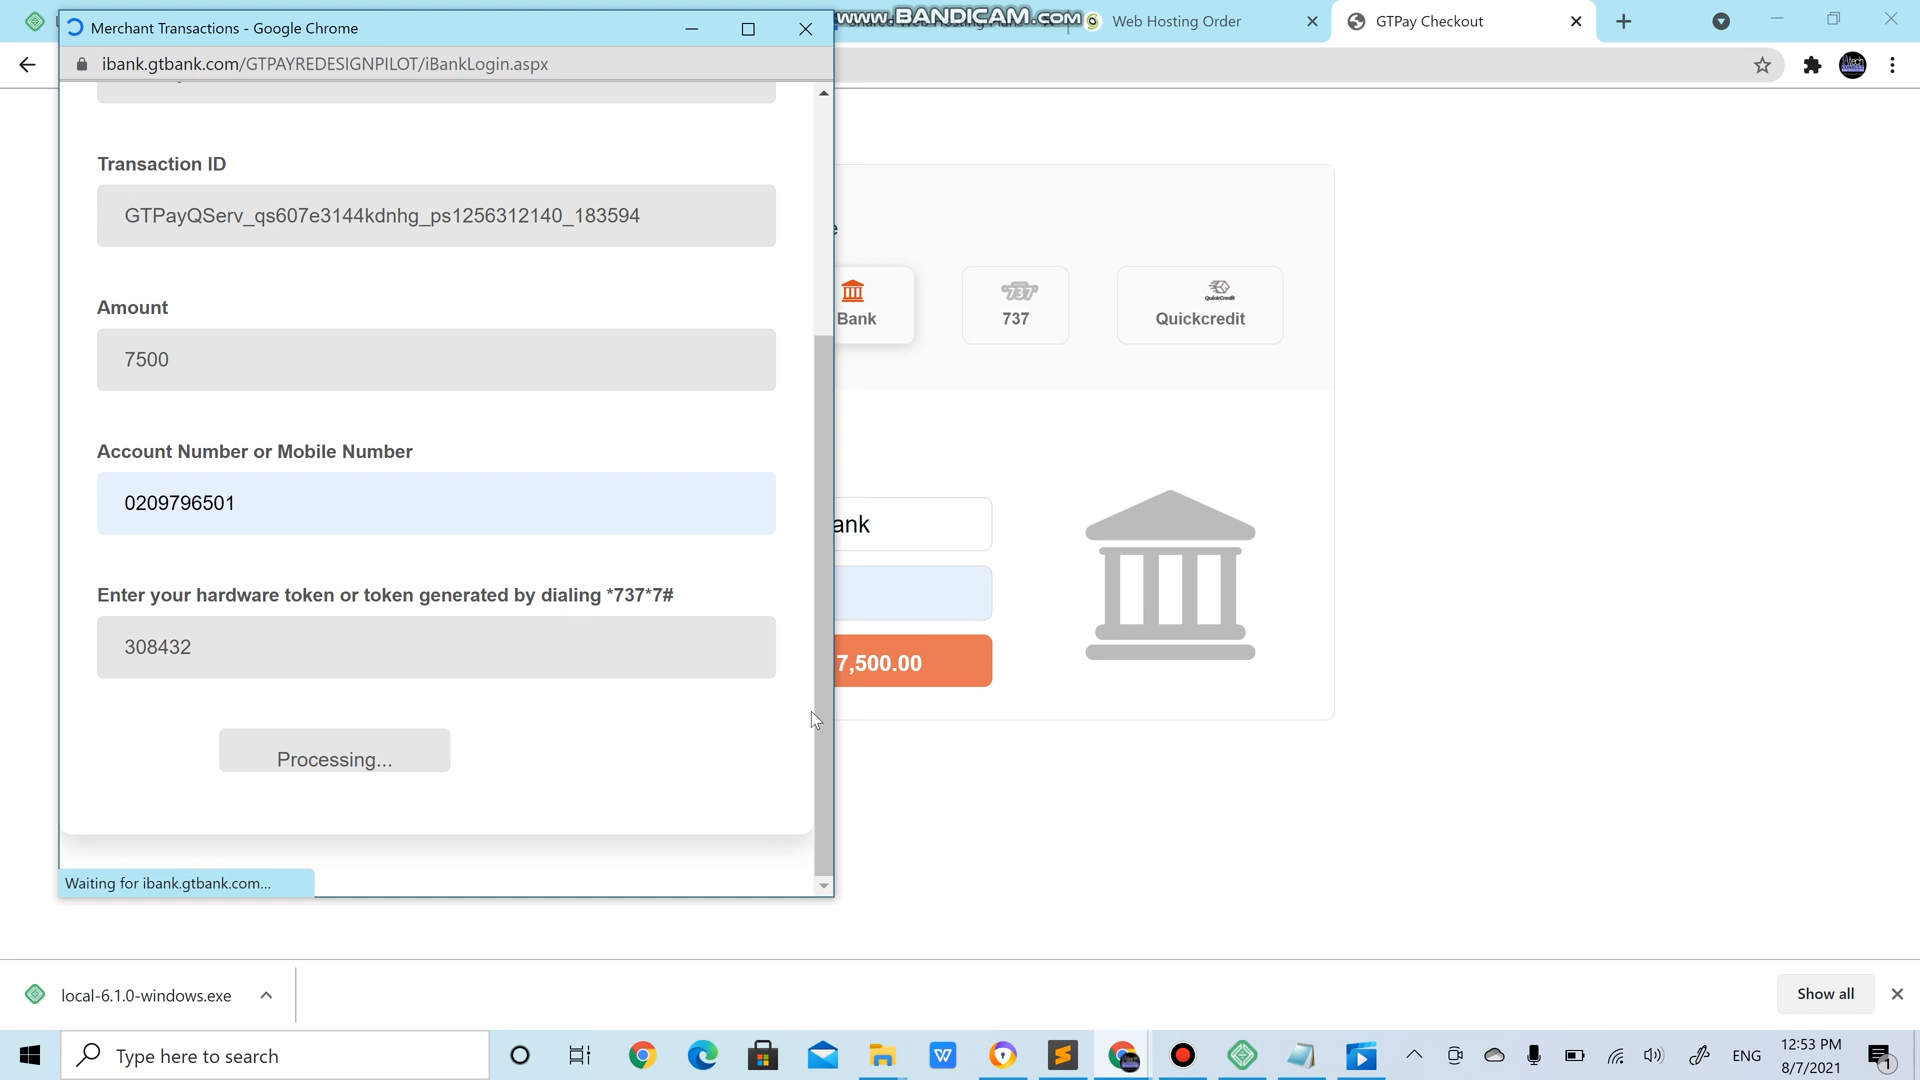 Merchant Transactions - Google Chrome
www.BANDICAM.com
Web Hosting Order
GTPay Checkout
ibank.gtbank.com/GTPAYREDESIGNPILOT/iBankLogin.aspx
Transaction ID
GTPayQServ_qs607e3144kdnhg_ps1256312140_183594
Amount
7500
Account Number or Mobile Number
0209796501
Enter your hardware token or token generated by dialing *737*7#
308432
Processing...
Waiting for ibank.gtbank.com...
e
Bank
737
737
QuickCredit
Quickcredit
ank
7,500.00
local-6.1.0-windows.exe
Show all
Type here to search
W
ENG
12:53 PM
8/7/2021
1